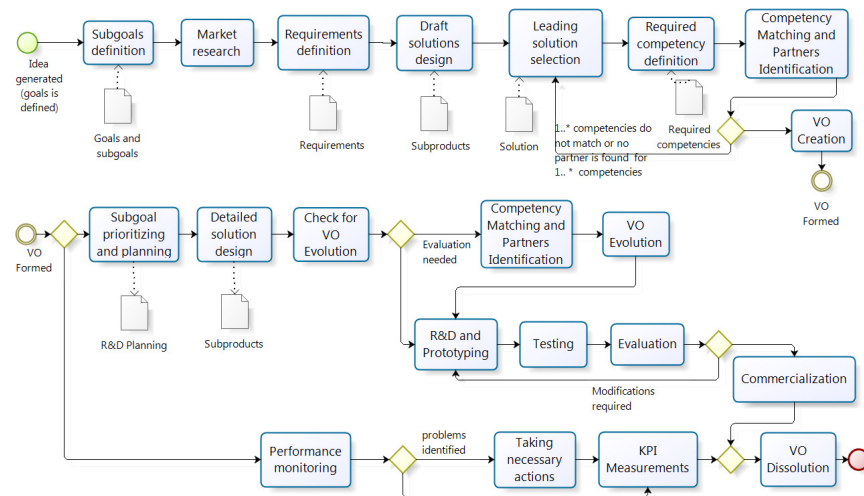 Subgoals
definition
Market
research
Requirements
definition
Draft
solutions
design
Leading
solution
selection
Required
competency
definition
Competency
Matching and
Partners
Identification
Idea
generated
(goals is
defined)
Goals and
subgoals
Requirements
Subproducts
Solution
1..* competencies do
not match or no
partner is found for
1.. * competencies
Required
competencies
VO
Creation
VO
Formed
VO
Formed
Subgoal
prioritizing
and planning
Detailed
solution
design
Check for
VO
Evolution
Evaluation
needed
Competency
Matching and
Partners
Identification
VO
Evolution
R&D Planning
Subproducts
R&D and
Prototyping
Testing
Evaluation
Modifications
required
Commercialization
Performance
monitoring
problems
identified
Taking
necessary
actions
KPI
Measurements
VO
Dissolution